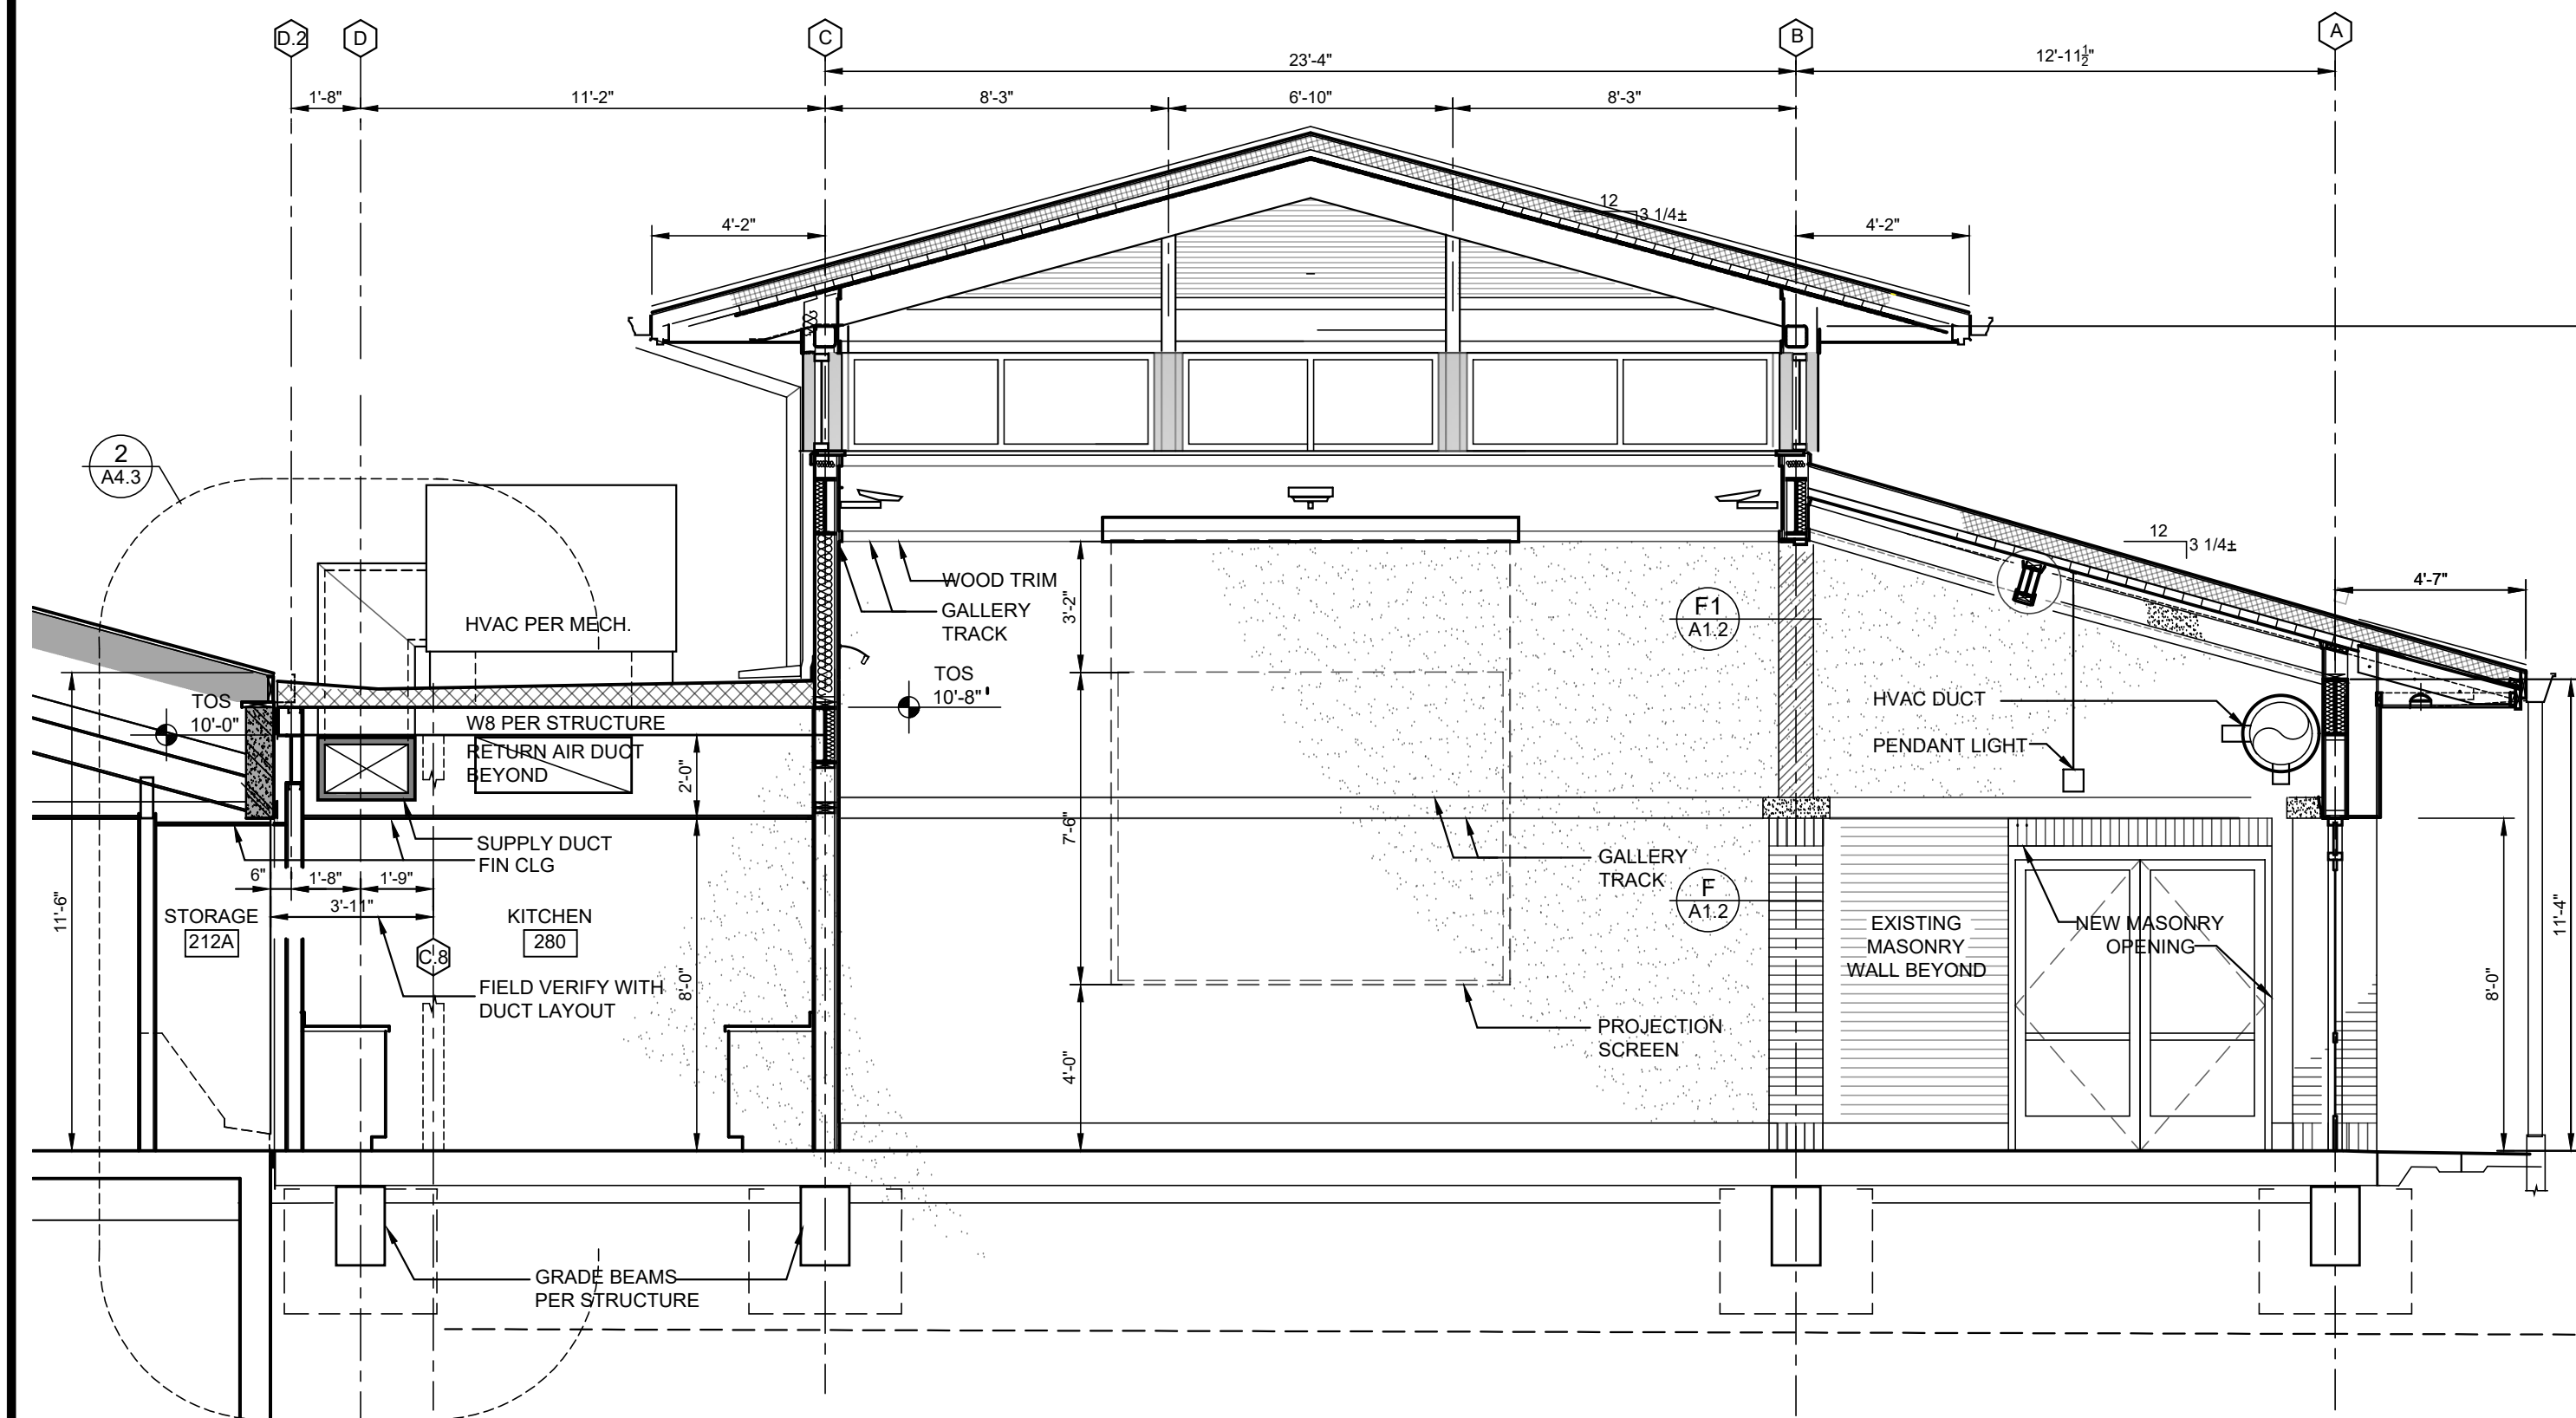 D.2
D
C
B
A
23'-4"
12'-11 1/2"
1'-8"
11'-2"
8'-3"
6'-10"
8'-3"
12
3 1/4±
4'-2"
4'-2"
2
A4.3
12
3 1/4±
4'-7"
WOOD TRIM
GALLERY
TRACK
3'-2"
F1
A1.2
HVAC PER MECH.
TOS
10'-0"
TOS
10'-8"
W8 PER STRUCTURE
RETURN AIR DUCT
BEYOND
2'-0"
HVAC DUCT
PENDANT LIGHT
SUPPLY DUCT
FIN CLG
7'-6"
GALLERY
TRACK
6"
1'-8"
1'-9"
3'-11"
11'-6"
STORAGE
212A
KITCHEN
280
C.8
F
A1.2
EXISTING
MASONRY
WALL BEYOND
NEW MASONRY
OPENING
11'-4"
8'-0"
8'-0"
FIELD VERIFY WITH
DUCT LAYOUT
PROJECTION
SCREEN
4'-0"
GRADE BEAMS
PER STRUCTURE